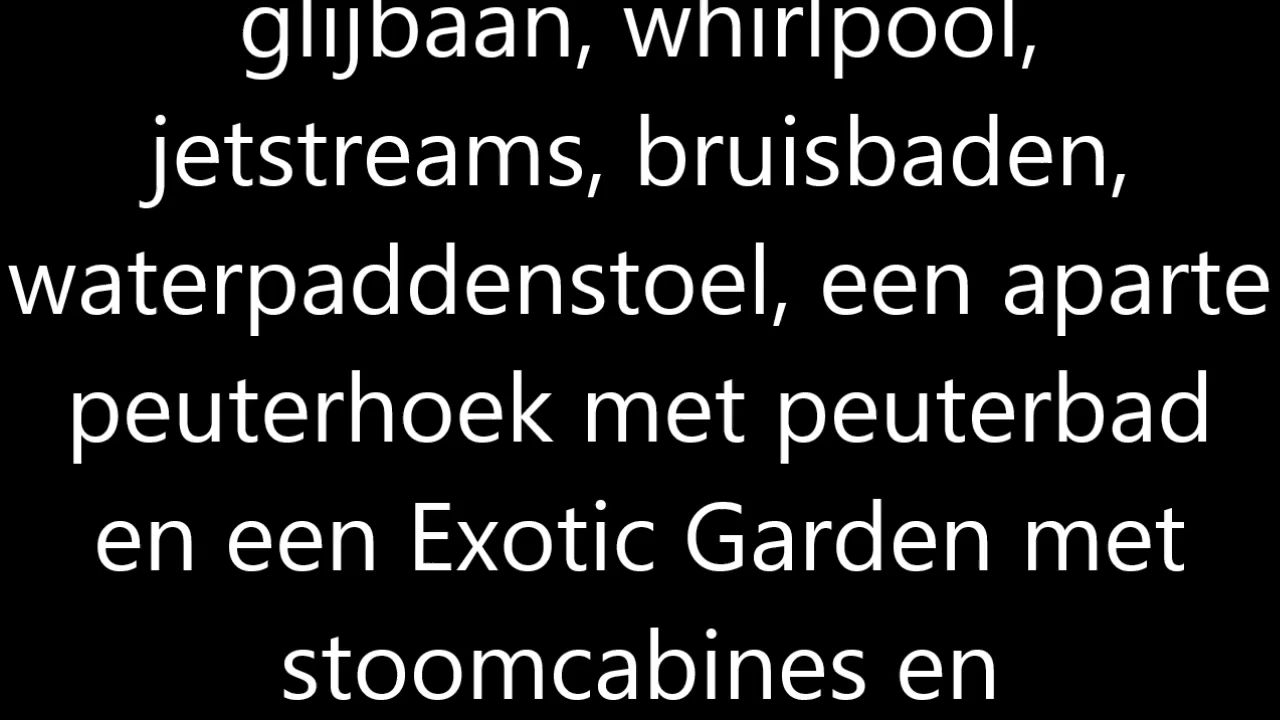 glijbaan, whirlpool,
jetstreams, bruisbaden,
waterpaddenstoel, een aparte
peuterhoek met peuterbad
en een Exotic Garden met
stoomcabines en